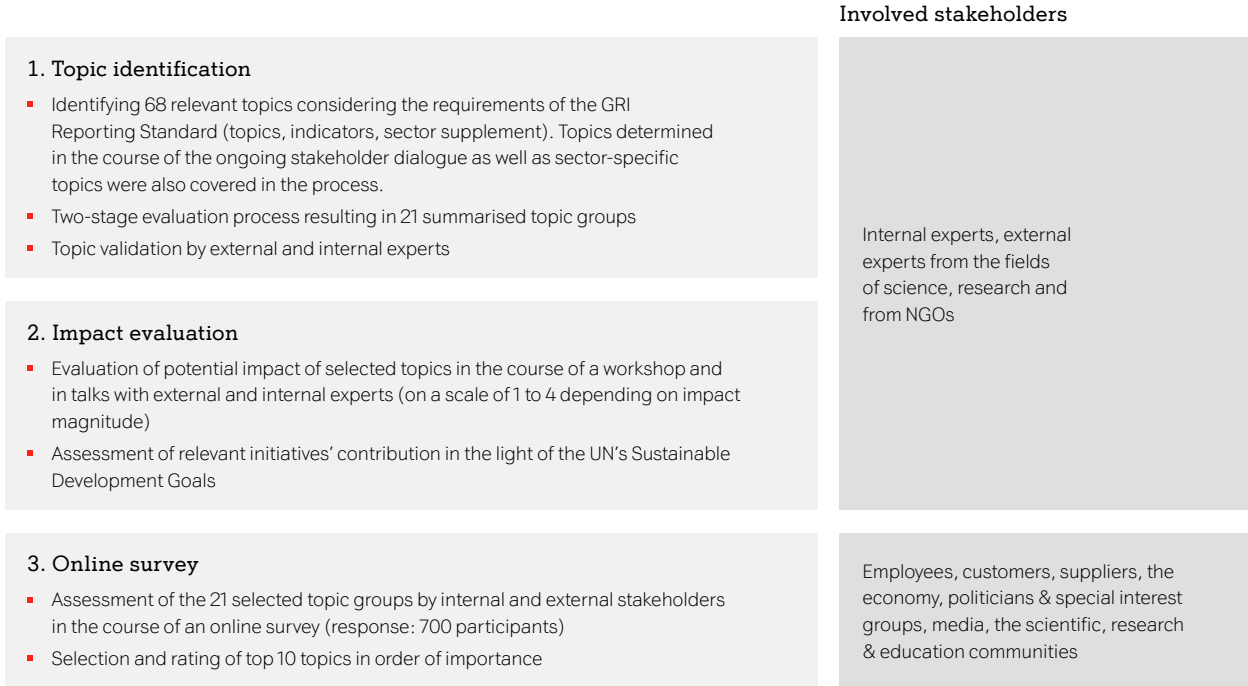 Involved stakeholders
1. Topic identification
Identifying 68 relevant topics considering the requirements of the GRI
Reporting Standard (topics, indicators, sector supplement). Topics determined
in the course of the ongoing stakeholder dialogue as well as sector-specific
topics were also covered in the process.
Two-stage evaluation process resulting in 21 summarised topic groups
Topic validation by external and internal experts
2. Impact evaluation
Evaluation of potential impact of selected topics in the course of a workshop and
in talks with external and internal experts (on a scale of 1 to 4 depending on impact
magnitude)
Assessment of relevant initiatives’ contribution in the light of the UN’s Sustainable
Development Goals
Internal experts, external
experts from the fields
of science, research and
from NGOs
3. Online survey
Assessment of the 21 selected topic groups by internal and external stakeholders
in the course of an online survey (response: 700 participants)
Selection and rating of top 10 topics in order of importance
Employees, customers, suppliers, the
economy, politicians & special interest
groups, media, the scientific, research
& education communities